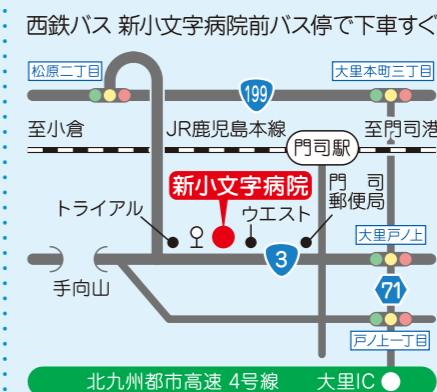 西鉄バス 新小文字病院前バス停で下車すぐ
松原二丁目
大里本町三丁目
199
至小倉
JR鹿児島本線
至門司港
門司駅
新小文字病院
門司
郵便局
トライアル
ウエスト
大里戸ノ上
3
手向山
71
戸ノ上一丁目
北九州都市高速 4号線 大里IC